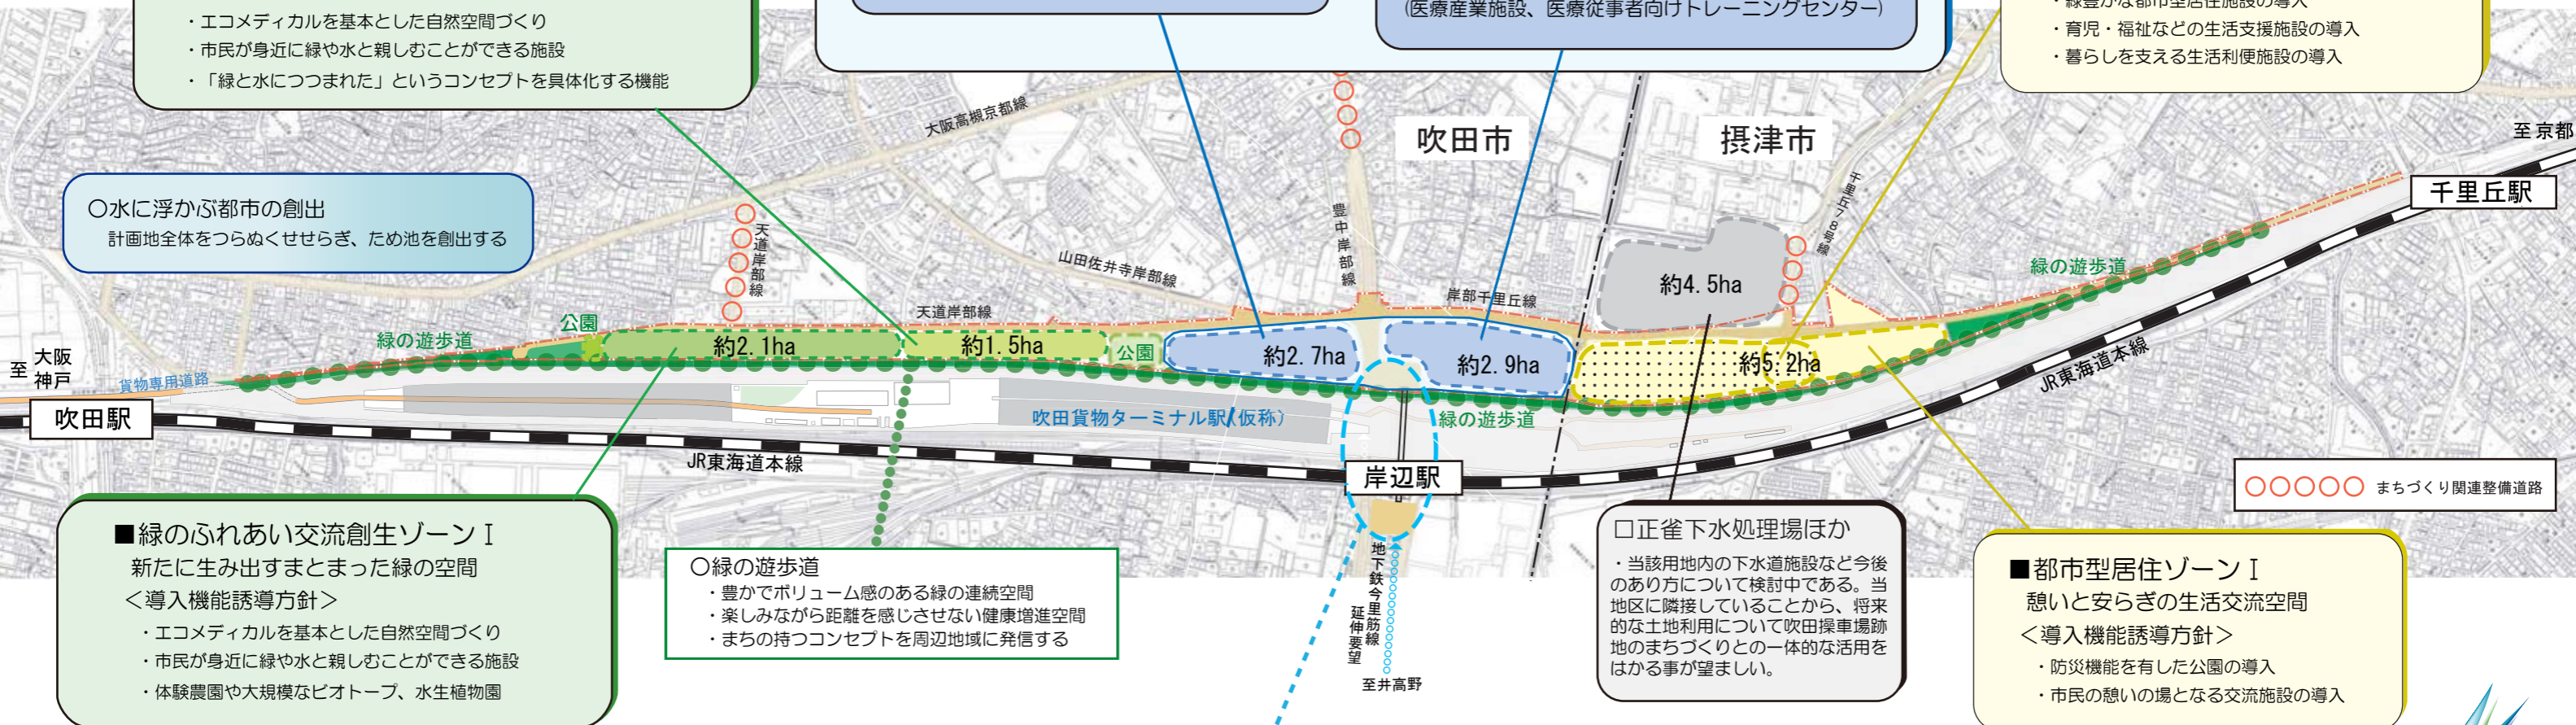 ・エコメディカルを基本とした自然空間づくり
・市民が身近に緑や水と親しむことができる施設
・「緑と水につつまれた」というコンセプトを具体化する機能
(医療産業施設、医療従事者向けトレーニングセンター)
・緑豊かな都市型居住施設の導入
・育児・福祉などの生活支援施設の導入
・暮らしを支える生活利便施設の導入
大阪高槻京都線
吹田市
摂津市
至京都
千里丘駅
○水に浮かぶ都市の創出
計画地全体をつらぬくせせらぎ、ため池を創出する
天道岸部線
山田佐井寺岸部線
豊中岸部線
千里丘78号線
約4.5ha
緑の遊歩道
天道岸部線
岸部千里丘線
公園
緑の遊歩道
約2.1ha
約1.5ha
公園
約2.7ha
約2.9ha
約5.2ha
至 大阪
神戸
貨物専用道路
吹田駅
吹田貨物ターミナル駅(仮称)
緑の遊歩道
JR東海道本線
JR東海道本線
岸辺駅
○○○○○ まちづくり関連整備道路
■緑のふれあい交流創生ゾーンⅠ
新たに生み出すまとまった緑の空間
＜導入機能誘導方針＞
・エコメディカルを基本とした自然空間づくり
・市民が身近に緑や水と親しむことができる施設
・体験農園や大規模なビオトープ、水生植物園
○緑の遊歩道
・豊かでボリューム感のある緑の連続空間
・楽しみながら距離を感じさせない健康増進空間
・まちの持つコンセプトを周辺地域に発信する
地下鉄今里筋線
延伸要望
至井高野
□正雀下水処理場ほか
・当該用地内の下水道施設など今後
のあり方について検討中である。当
地区に隣接していることから、将来
的な土地利用について吹田操車場跡
地のまちづくりとの一体的な活用を
はかる事が望ましい。
■都市型居住ゾーンⅠ
憩いと安らぎの生活交流空間
＜導入機能誘導方針＞
・防災機能を有した公園の導入
・市民の憩いの場となる交流施設の導入